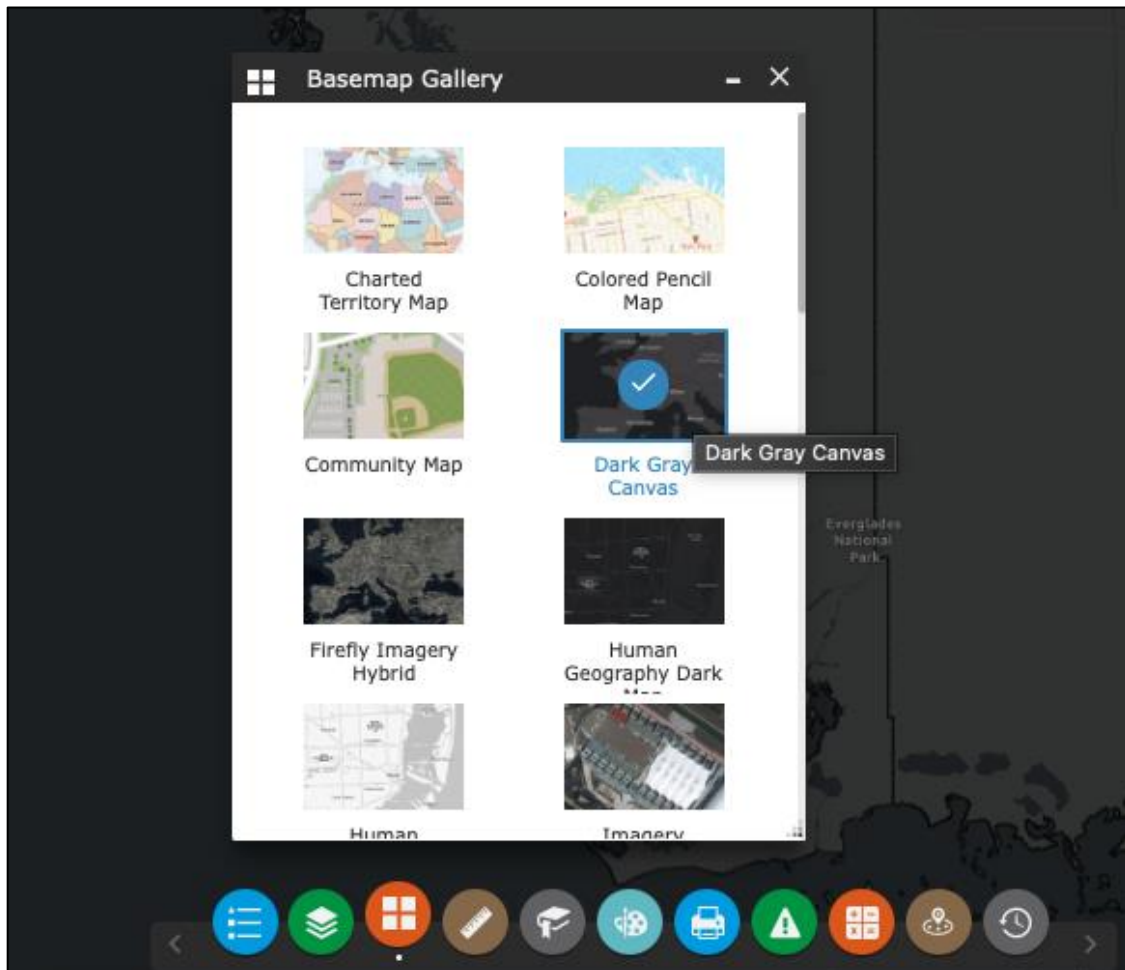 Basemap Gallery
Charted
Territory Map
Colored Pencil
Map
Community Map
Dark Gray
Canvas
Dark Gray Canvas
Everglades
National
Park
Firefly Imagery
Hybrid
Human
Geography Dark
Map
Human
Imagery